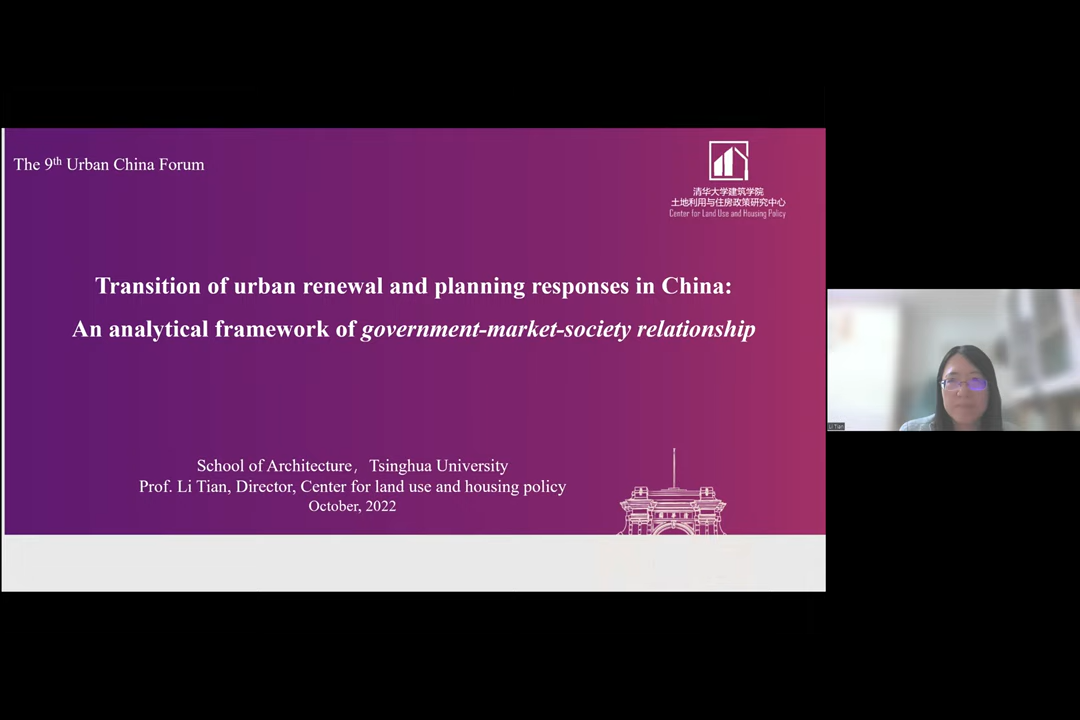 The 9th Urban China Forum
清华大学建筑学院
土地利用与住房政策研究中心
Center for Land Use and Housing Policy
Transition of urban renewal and planning responses in China:
An analytical framework of government-market-society relationship
School of Architecture，Tsinghua University
Prof. Li Tian, Director, Center for land use and housing policy
October, 2022
Li Tian